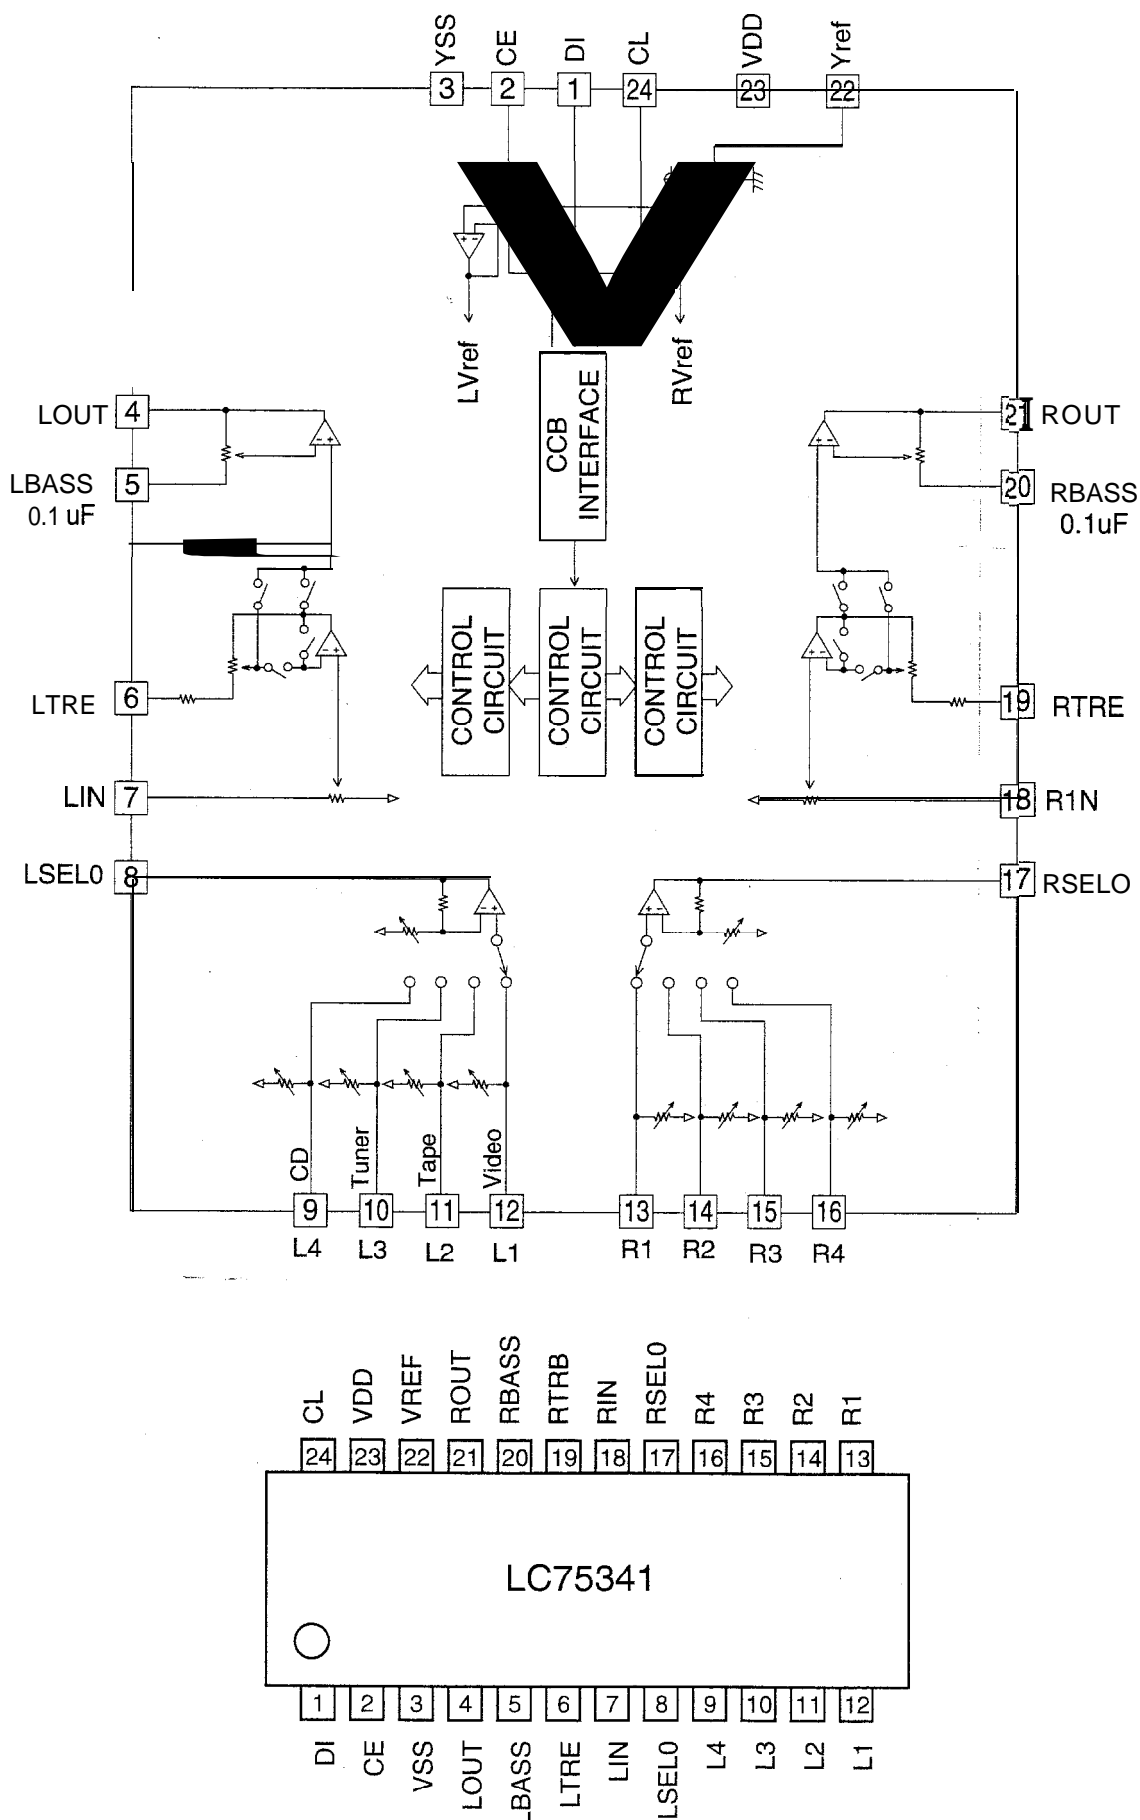 YSS
CE
DI
CL
VDD
Yref
3
2
1
24
23
22
LVref
RVref
CCB
INTERFACE
LOUT
4
21
ROUT
LBASS
5
0.1 uF
20
RBASS
0.1uF
CONTROL
CIRCUIT
CONTROL
CIRCUIT
CONTROL
CIRCUIT
LTRE
6
19
RTRE
LIN
7
18
R1N
LSEL0
8
17
RSELO
CD
Tuner
Tape
Video
9
10
11
12
13
14
15
16
L4
L3
L2
L1
R1
R2
R3
R4
CL
VDD
VREF
ROUT
RBASS
RTRB
RIN
RSEL0
R4
R3
R2
R1
24
23
22
21
20
19
18
17
16
15
14
13
LC75341
1
2
3
4
5
6
7
8
9
10
11
12
DI
CE
VSS
LOUT
LBASS
LTRE
LIN
LSEL0
L4
L3
L2
L1